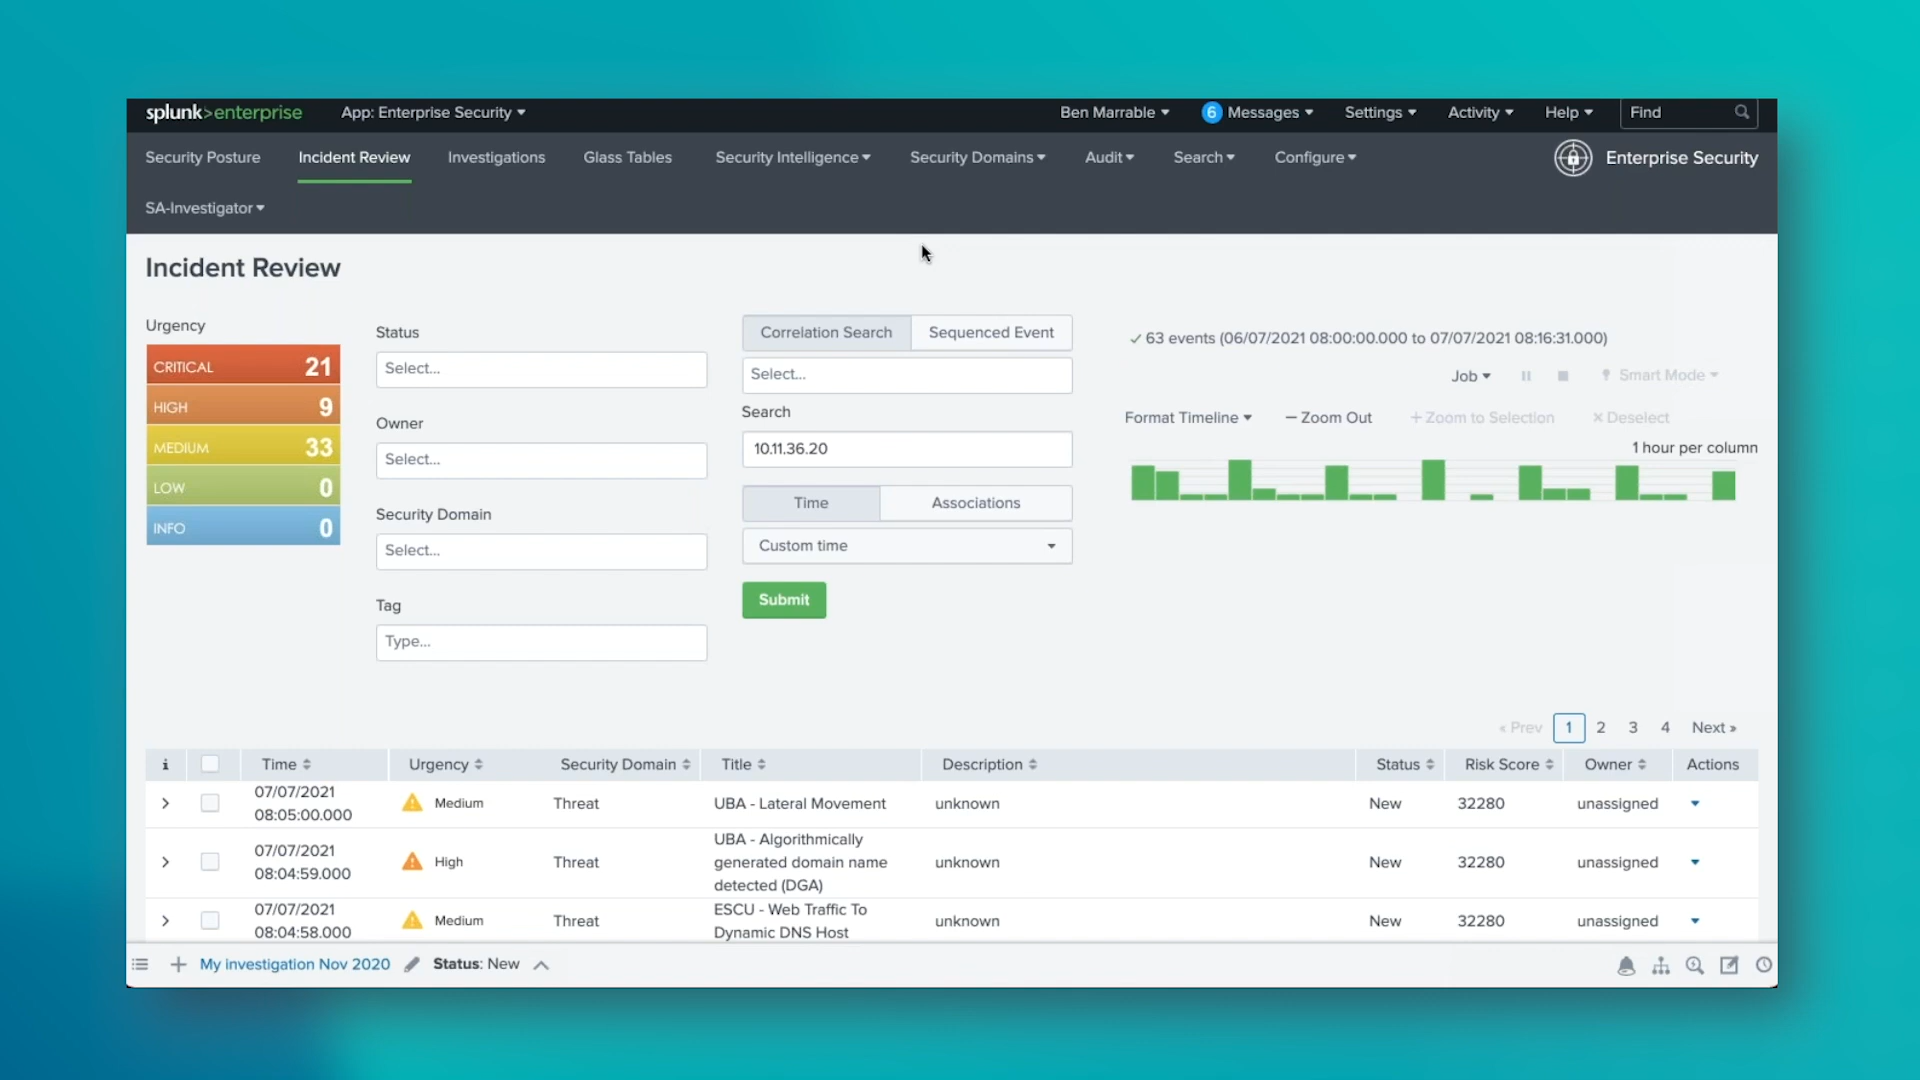 splunk>enterprise App: Enterprise Security Ben Marrable 6 Messages Settings Activity Help Find
Security Posture Incident Review Investigations Glass Tables Security Intelligence Security Domains Audit Search Configure Enterprise Security
SA-Investigator
Incident Review
Urgency
CRITICAL 21
HIGH 9
MEDIUM 33
LOW 0
INFO 0
Status
Select...
Owner
Select...
Security Domain
Select...
Tag
Type...
Correlation Search Sequenced Event
Select...
Search
10.11.36.20
Time Associations
Custom time
Submit
✓ 63 events (06/07/2021 08:00:00.000 to 07/07/2021 08:16:31.000)
Job Smart Mode
Format Timeline — Zoom Out + Zoom to Selection × Deselect
1 hour per column
« Prev 1 2 3 4 Next »
i Time Urgency Security Domain Title Description Status Risk Score Owner Actions
07/07/2021
08:05:00.000 Medium Threat UBA - Lateral Movement unknown New 32280 unassigned
07/07/2021
08:04:59.000 High Threat UBA - Algorithmically
generated domain name
detected (DGA) unknown New 32280 unassigned
07/07/2021
08:04:58.000 Medium Threat ESCU - Web Traffic To
Dynamic DNS Host unknown New 32280 unassigned
My investigation Nov 2020 Status: New